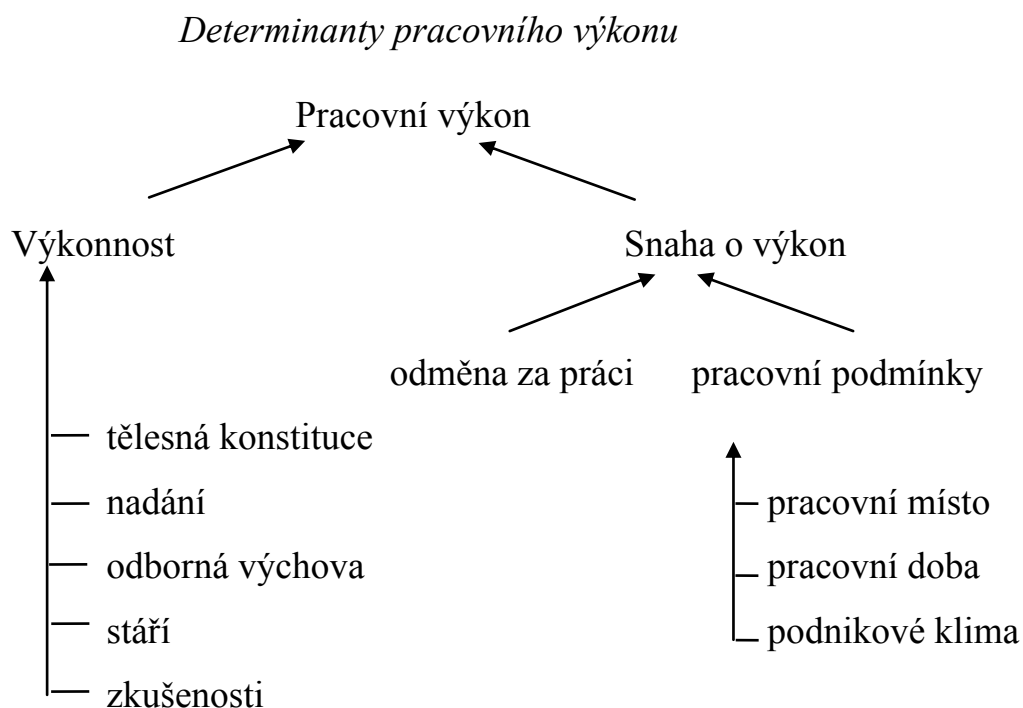 Determinanty pracovního výkonu
Pracovní výkon
Výkonnost
Snaha o výkon
odměna za práci
pracovní podmínky
tělesná konstituce
nadání
odborná výchova
stáří
zkušenosti
pracovní místo
pracovní doba
podnikové klima